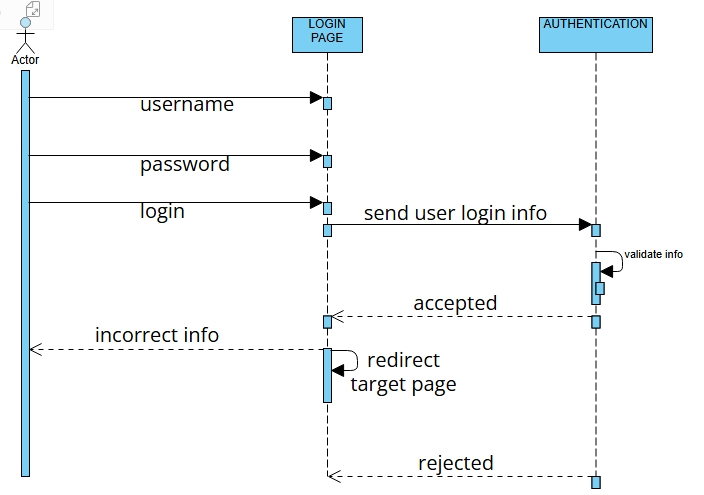 LOGIN
PAGE
AUTHENTICATION
Actor
username
password
login
send user login info
validate info
accepted
incorrect info
redirect
target page
rejected